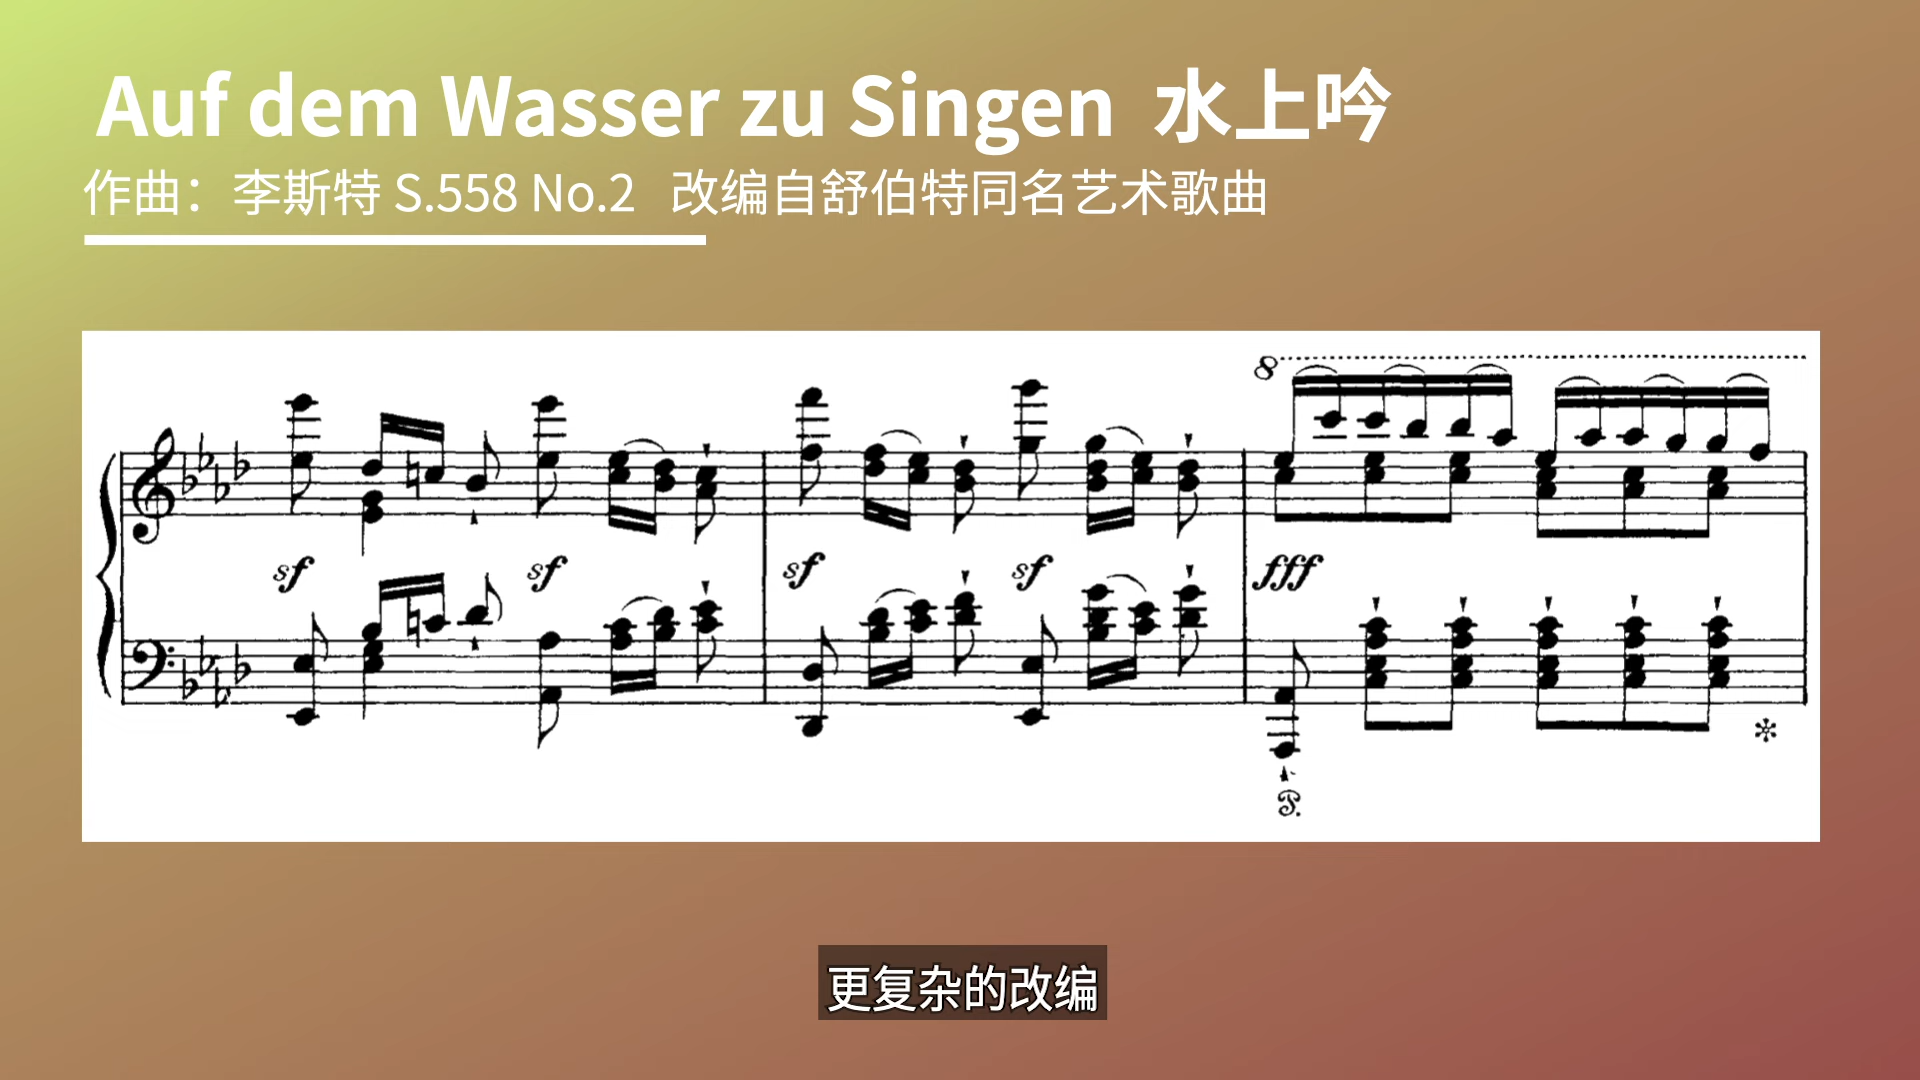 Auf dem Wasser zu Singen 水上吟
作曲：李斯特 S.558 No.2 改编自舒伯特同名艺术歌曲
8
sf sf sf sf fff
更复杂的改编